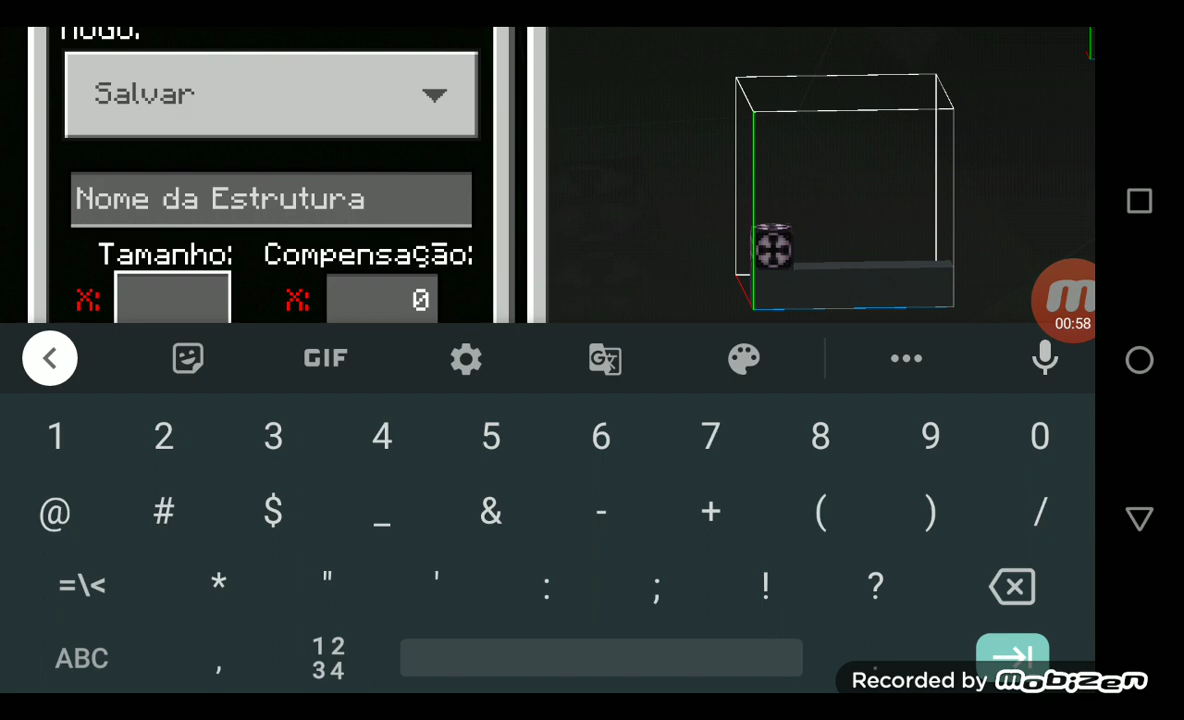 Modo:
Salvar
Nome da Estrutura
Tamanho: Compensação:
X: X: 0
00:58
GIF
1 2 3 4 5 6 7 8 9 0
@ # $ _ & - + ( ) /
=\< * " ' : ; ! ?
ABC , 12 34 .
Recorded by mobizen